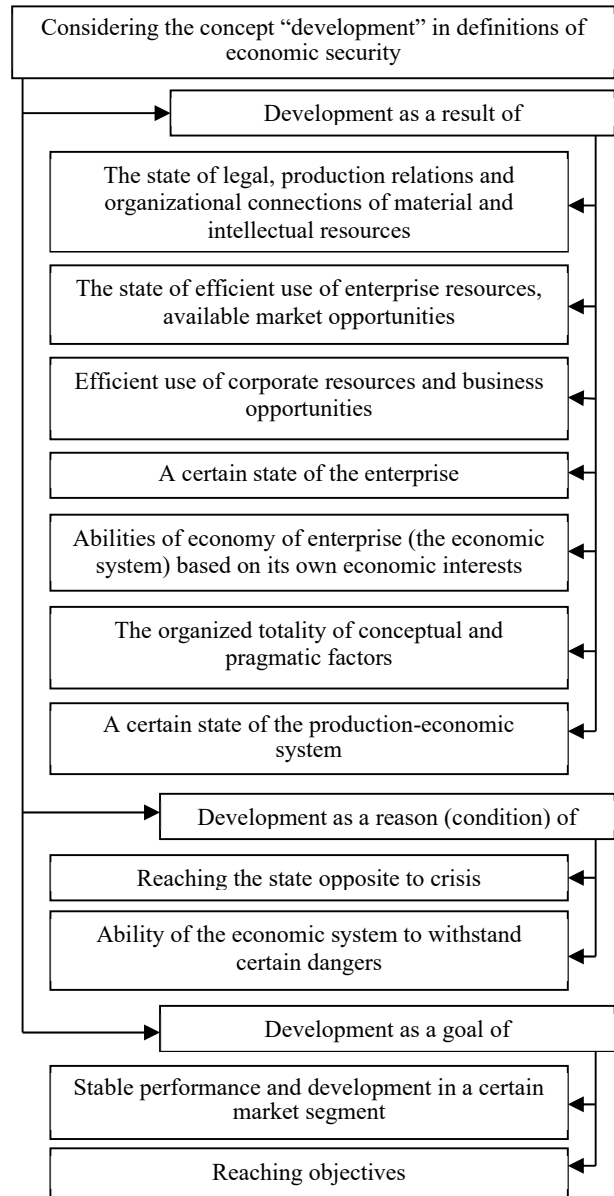 Considering the concept “development” in definitions of
economic security
Development as a result of
The state of legal, production relations and
organizational connections of material and
intellectual resources
The state of efficient use of enterprise resources,
available market opportunities
Efficient use of corporate resources and business
opportunities
A certain state of the enterprise
Abilities of economy of enterprise (the economic
system) based on its own economic interests
The organized totality of conceptual and
pragmatic factors
A certain state of the production-economic
system
Development as a reason (condition) of
Reaching the state opposite to crisis
Ability of the economic system to withstand
certain dangers
Development as a goal of
Stable performance and development in a certain
market segment
Reaching objectives